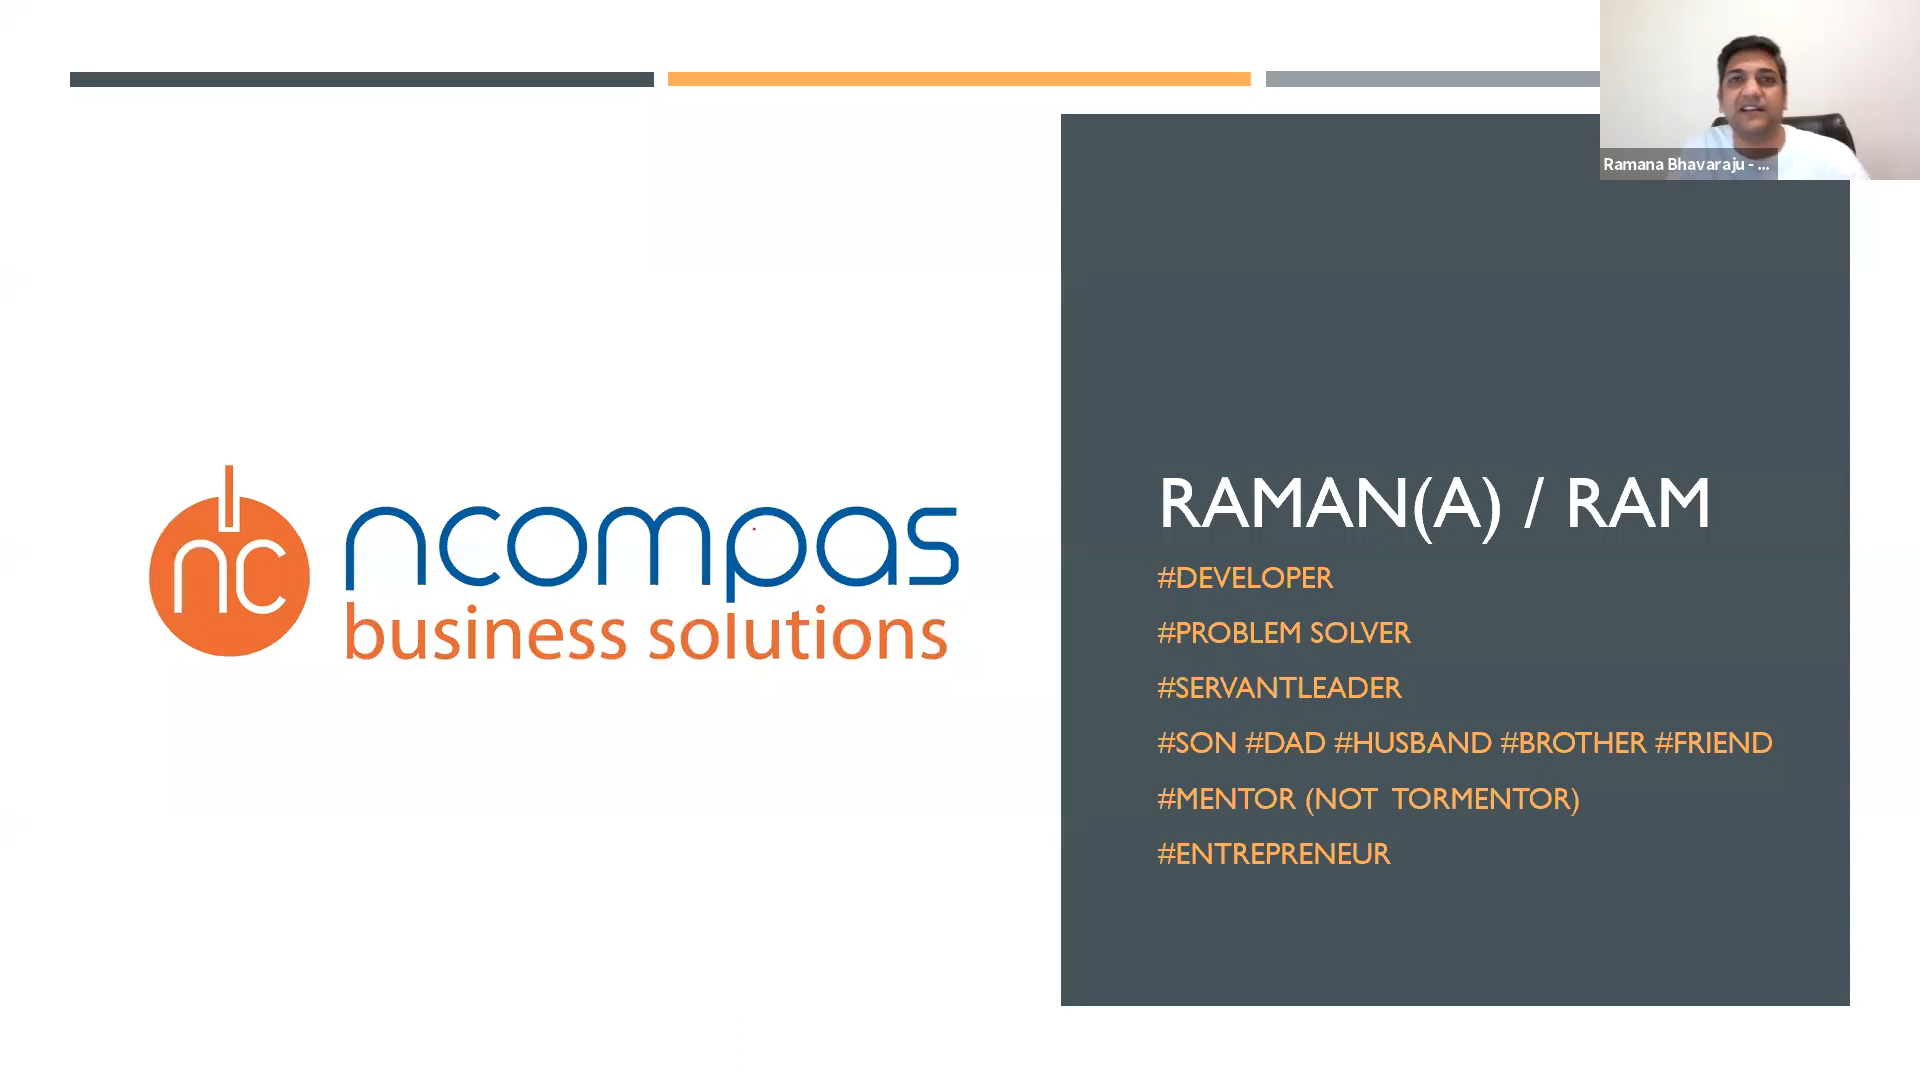 Ramana Bhavaraju - ...
nc
ncompas
business solutions
RAMAN(A) / RAM
#DEVELOPER
#PROBLEM SOLVER
#SERVANTLEADER
#SON #DAD #HUSBAND #BROTHER #FRIEND
#MENTOR (NOT TORMENTOR)
#ENTREPRENEUR